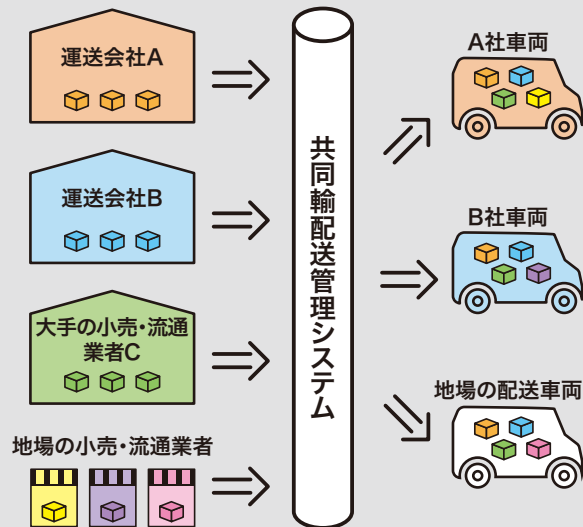 運送会社A
運送会社B
大手の小売・流通
業者C
地場の小売・流通業者
共同輸配送管理システム
A社車両
B社車両
地場の配送車両